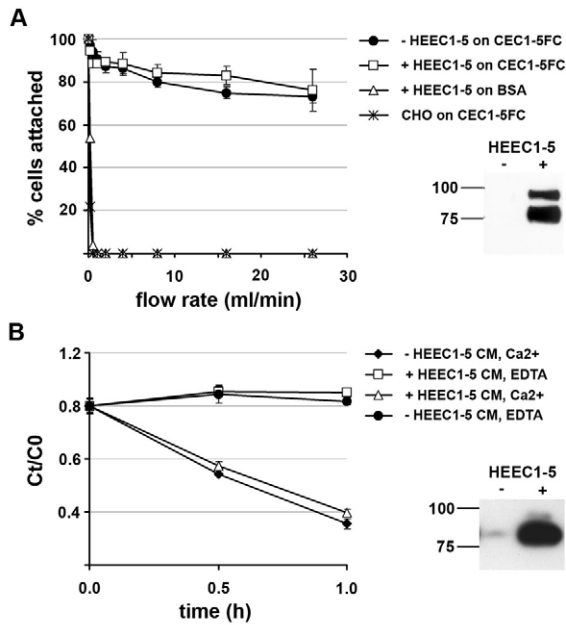 A
% cells attached
100
80
60
40
20
0
10
20
30
flow rate (ml/min)
- HEEC1-5 on CEC1-5FC
+ HEEC1-5 on CEC1-5FC
+ HEEC1-5 on BSA
CHO on CEC1-5FC
HEEC1-5
- +
100
75
B
Ct/C0
1.2
0.8
0.6
0.4
0.0
0.5
1.0
time (h)
- HEEC1-5 CM, Ca2+
+ HEEC1-5 CM, EDTA
+ HEEC1-5 CM, Ca2+
- HEEC1-5 CM, EDTA
HEEC1-5
- +
100
75